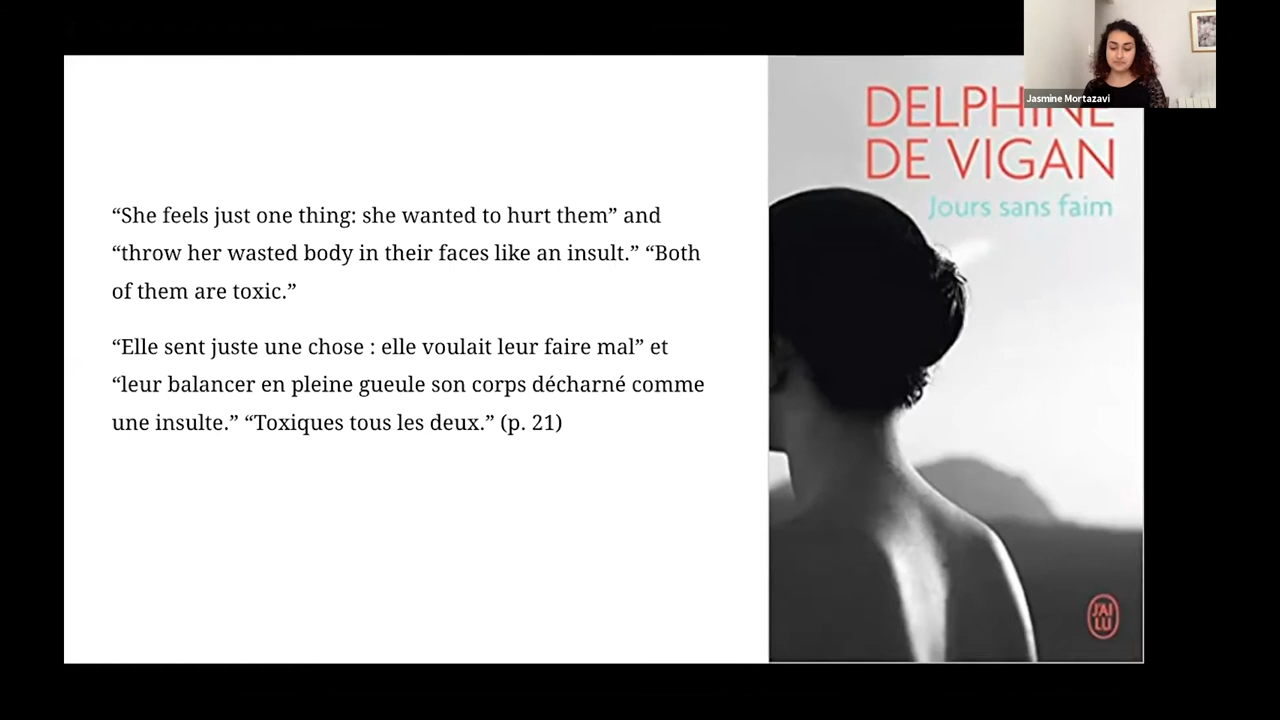 Jasmine Mortazavi
DELPHINE
DE VIGAN
Jours sans faim
“She feels just one thing: she wanted to hurt them” and
“throw her wasted body in their faces like an insult.” “Both
of them are toxic.”
“Elle sent juste une chose : elle voulait leur faire mal” et
“leur balancer en pleine gueule son corps décharné comme
une insulte.” “Toxiques tous les deux.” (p. 21)
J'AI
LU